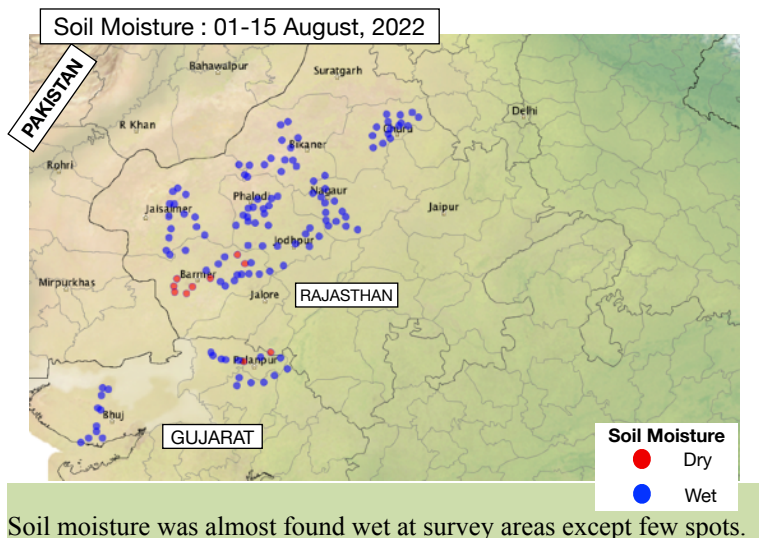 Soil Moisture : 01-15 August, 2022
PAKISTAN
Bahawalpur
Suratgarh
Delhi
R Khan
Churu
Bikaner
Rohri
Nagaur
Phalodi
Jaisalmer
Jaipur
Jodhpur
Barmer
Mirpurkhas
Jalore
RAJASTHAN
Palanpur
Bhuj
GUJARAT
Soil Moisture
Dry
Wet
Soil moisture was almost found wet at survey areas except few spots.